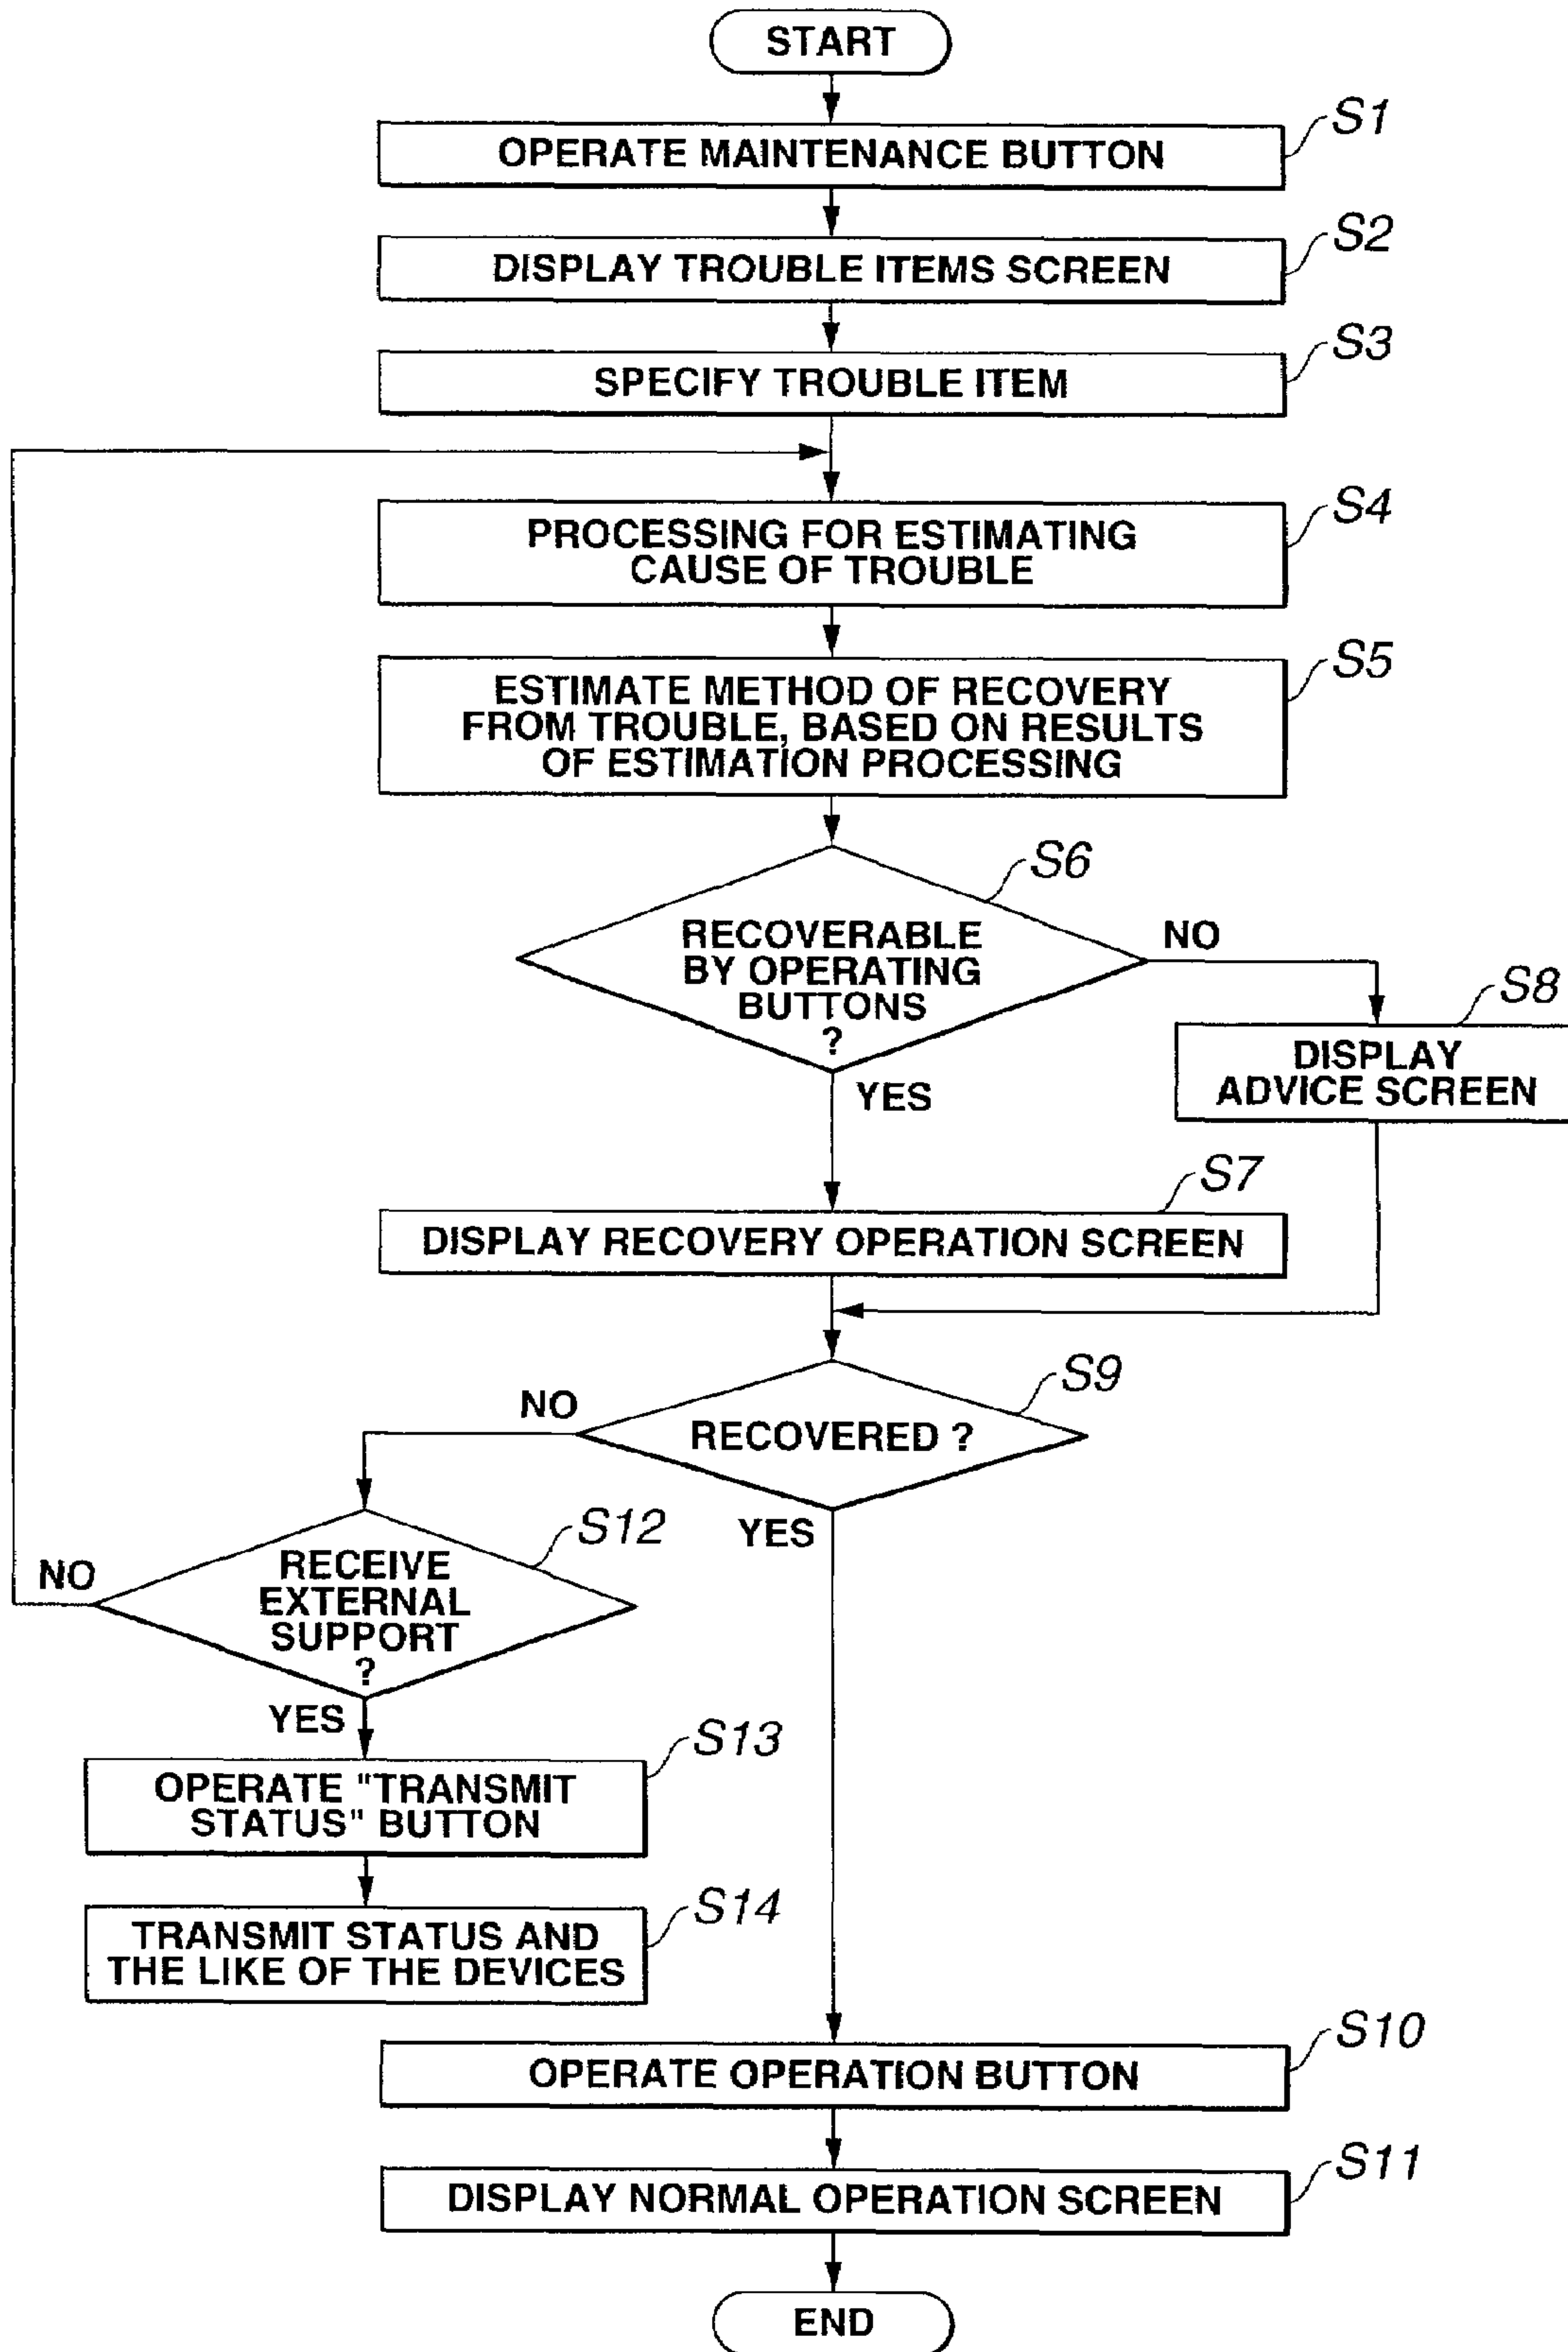 START
S1
OPERATE MAINTENANCE BUTTON
S2
DISPLAY TROUBLE ITEMS SCREEN
S3
SPECIFY TROUBLE ITEM
S4
PROCESSING FOR ESTIMATING
CAUSE OF TROUBLE
S5
ESTIMATE METHOD OF RECOVERY
FROM TROUBLE, BASED ON RESULTS
OF ESTIMATION PROCESSING
S6
RECOVERABLE
BY OPERATING
BUTTONS
?
NO
YES
S8
DISPLAY
ADVICE SCREEN
S7
DISPLAY RECOVERY OPERATION SCREEN
S9
RECOVERED ?
NO
YES
S12
RECEIVE
EXTERNAL
SUPPORT
?
NO
YES
S13
OPERATE "TRANSMIT
STATUS" BUTTON
S14
TRANSMIT STATUS AND
THE LIKE OF THE DEVICES
S10
OPERATE OPERATION BUTTON
S11
DISPLAY NORMAL OPERATION SCREEN
END